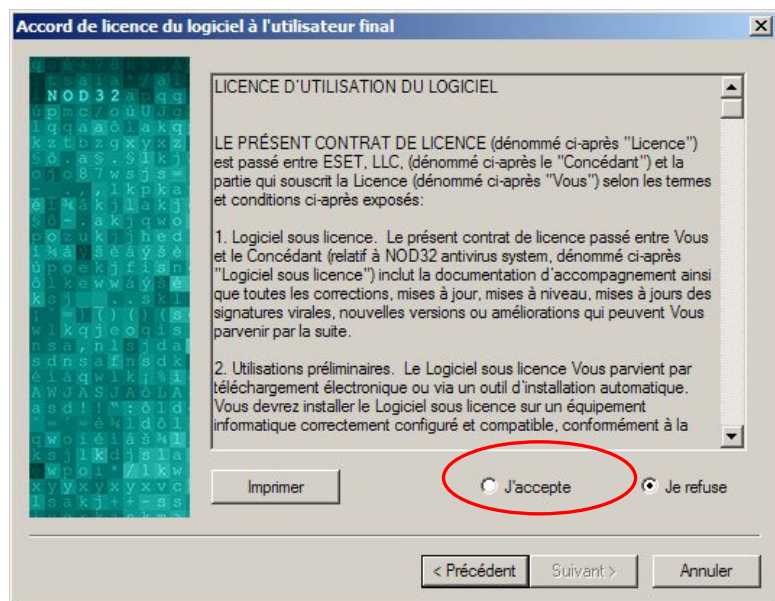 Accord de licence du logiciel à l'utilisateur final
NOD32
LICENCE D'UTILISATION DU LOGICIEL
LE PRÉSENT CONTRAT DE LICENCE (dénommé ci-après "Licence")
est passé entre ESET, LLC, (dénommé ci-après le "Concédant") et la
partie qui souscrit la Licence (dénommé ci-après "Vous") selon les termes
et conditions ci-après exposés:
1. Logiciel sous licence. Le présent contrat de licence passé entre Vous
et le Concédant (relatif à NOD32 antivirus system, dénommé ci-après
"Logiciel sous licence") inclut la documentation d'accompagnement ainsi
que toutes les corrections, mises à jour, mises à niveau, mises à jours des
signatures virales, nouvelles versions ou améliorations qui peuvent Vous
parvenir par la suite.
2. Utilisations préliminaires. Le Logiciel sous licence Vous parvient par
téléchargement électronique ou via un outil d'installation automatique.
Vous devrez installer le Logiciel sous licence sur un équipement
informatique correctement configuré et compatible, conformément à la
Imprimer
J'accepte
Je refuse
< Précédent
Suivant >
Annuler